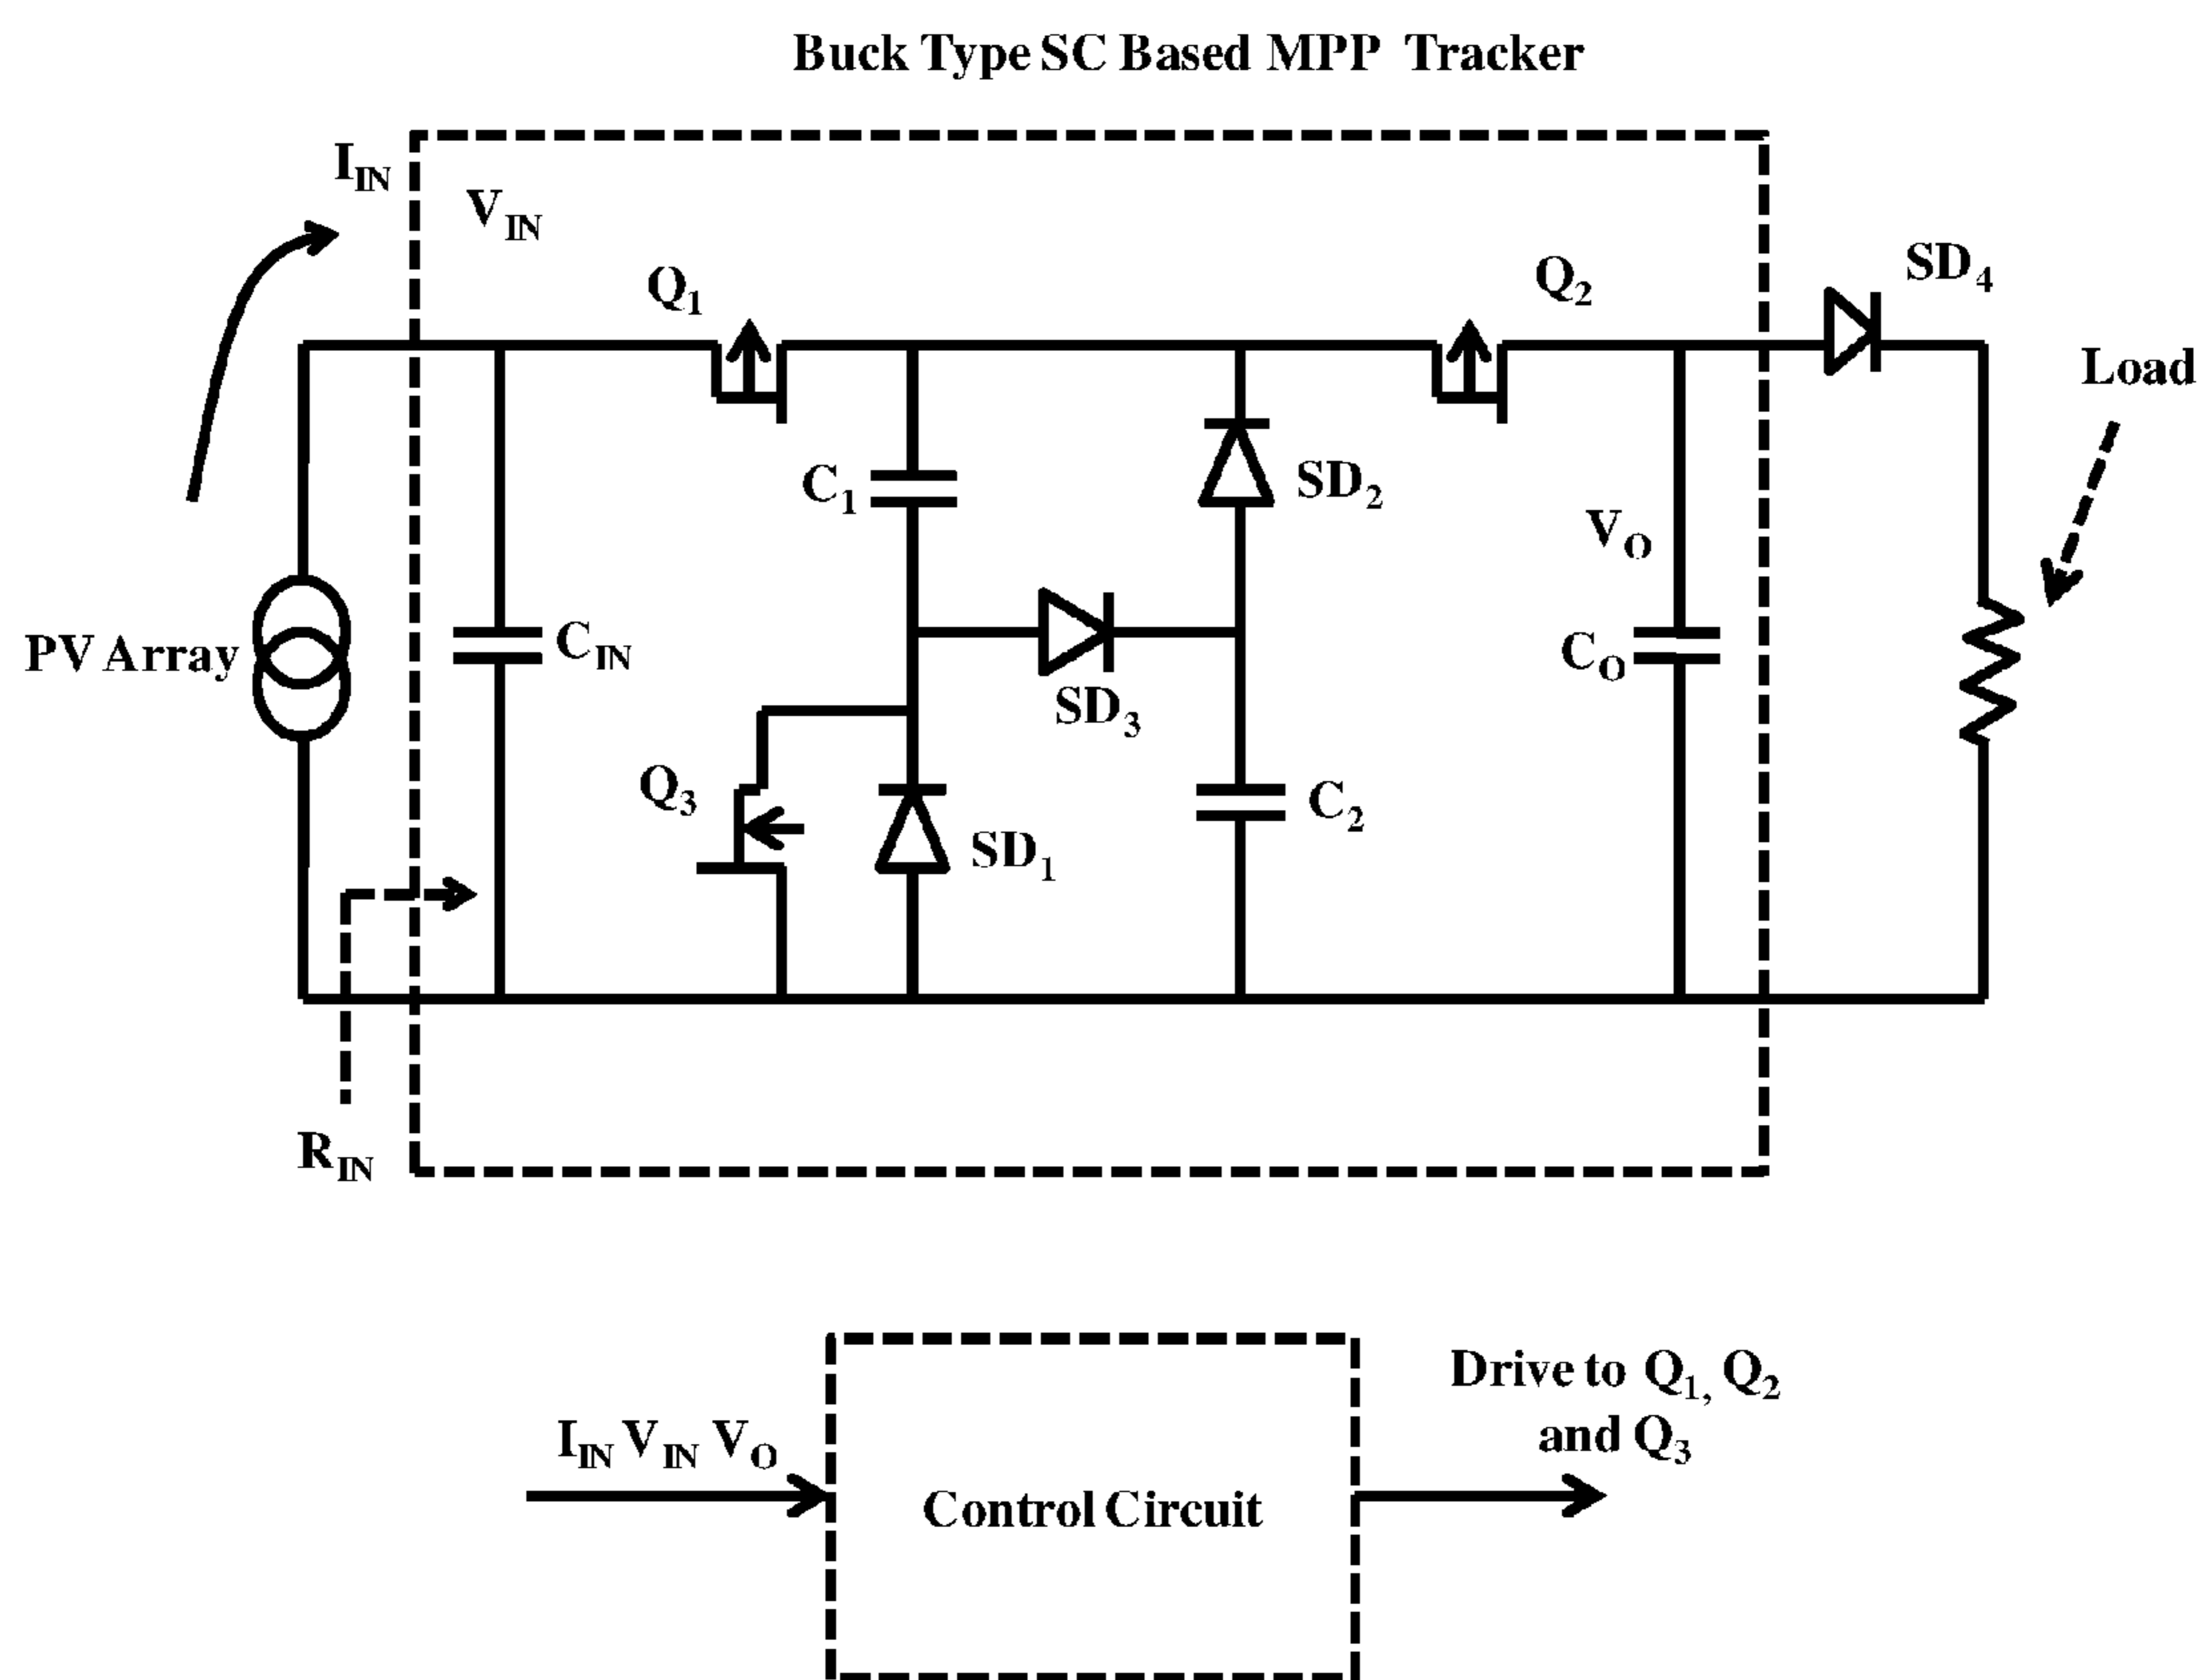 Buck Type SC Based MPP Tracker
I_IN
V_IN
Q_1
Q_2
SD_4
Load
C_1
SD_2
V_O
PV Array
C_IN
C_O
SD_3
Q_3
C_2
SD_1
R_IN
Drive to Q_1, Q_2
and Q_3
I_IN V_IN V_O
Control Circuit